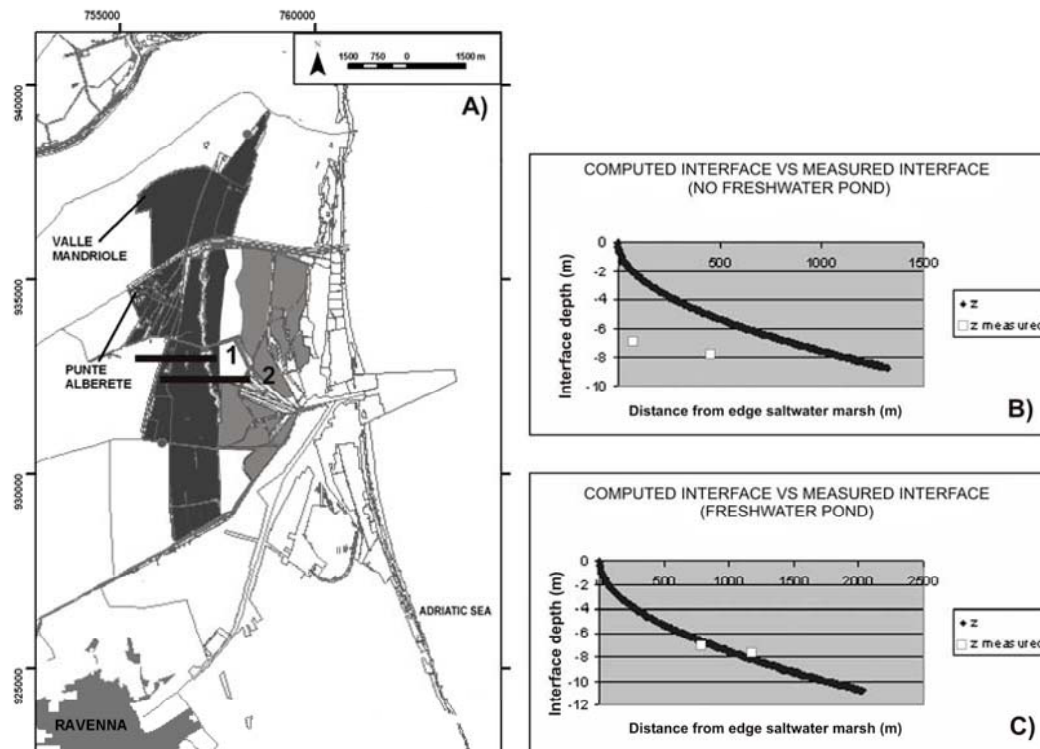 755000
760000
N
1500 750 0 1500 m
A)
940000
935000
930000
925000
VALLE
MANDRIOLE
PUNTE
ALBERETE
1
2
ADRIATIC SEA
RAVENNA
COMPUTED INTERFACE VS MEASURED INTERFACE
(NO FRESHWATER POND)
0
-2
-4
-6
-8
-10
500
1000
1500
Interface depth (m)
Distance from edge saltwater marsh (m)
z
z measured
B)
COMPUTED INTERFACE VS MEASURED INTERFACE
(FRESHWATER POND)
0
-2
-4
-6
-8
-10
-12
500
1000
1500
2000
2500
Interface depth (m)
Distance from edge saltwater marsh (m)
z
z measured
C)